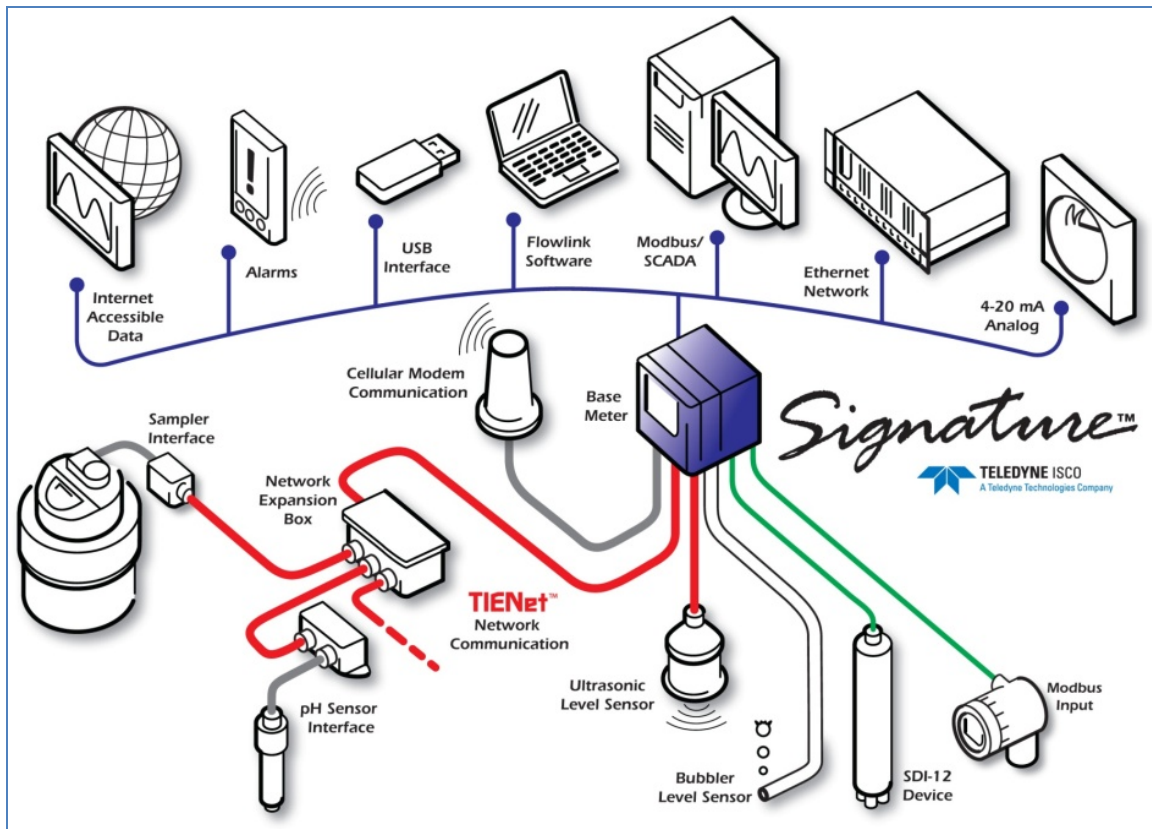 Internet
Accessible
Data
Alarms
USB
Interface
Flowlink
Software
Modbus/
SCADA
Ethernet
Network
4-20 mA
Analog
Cellular Modem
Communication
Base
Meter
Signature™
TELEDYNE ISCO
A Teledyne Technologies Company
Sampler
Interface
Network
Expansion
Box
TIENet™
Network
Communication
pH Sensor
Interface
Ultrasonic
Level Sensor
Bubbler
Level Sensor
SDI-12
Device
Modbus
Input